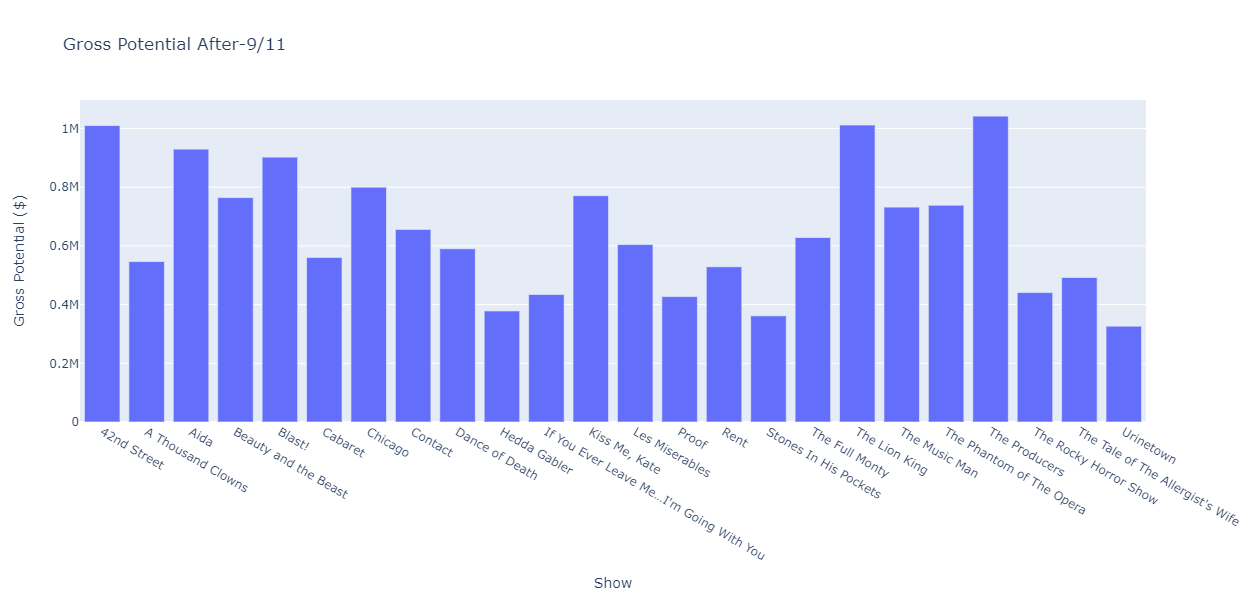 Gross Potential After-9/11
Gross Potential ($)
1M
0.8M
0.6M
0.4M
0.2M
0
42nd Street
A Thousand Clowns
Aida
Beauty and the Beast
Blast!
Cabaret
Chicago
Contact
Dance of Death
Hedda Gabler
If You Ever Leave Me...I'm Going With You
Kiss Me, Kate
Les Miserables
Proof
Rent
Stones In His Pockets
The Full Monty
The Lion King
The Music Man
The Phantom of The Opera
The Producers
The Rocky Horror Show
The Tale of The Allergist's Wife
Urinetown
Show